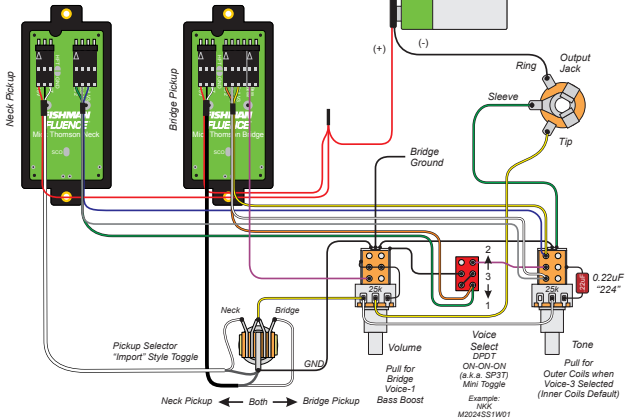 Neck Pickup
FISHMAN
FLUENCE
Mick Thomson Neck
SCO
Bridge Pickup
FISHMAN
FLUENCE
Mick Thomson Bridge
SCO
(+)
(-)
Ring
Output
Jack
Sleeve
Tip
Bridge
Ground
25k
2
3
1
25k
22uF
0.22uF
“224”
Neck
Bridge
Pickup Selector
“Import” Style Toggle
GND
Neck Pickup
Both
Bridge Pickup
Volume
Pull for
Bridge
Voice-1
Bass Boost
Voice
Select
DPDT
ON-ON-ON
(a.k.a. SP3T)
Mini Toggle
Example:
NKK
M2024SS1W01
Tone
Pull for
Outer Coils when
Voice-3 Selected
(Inner Coils Default)